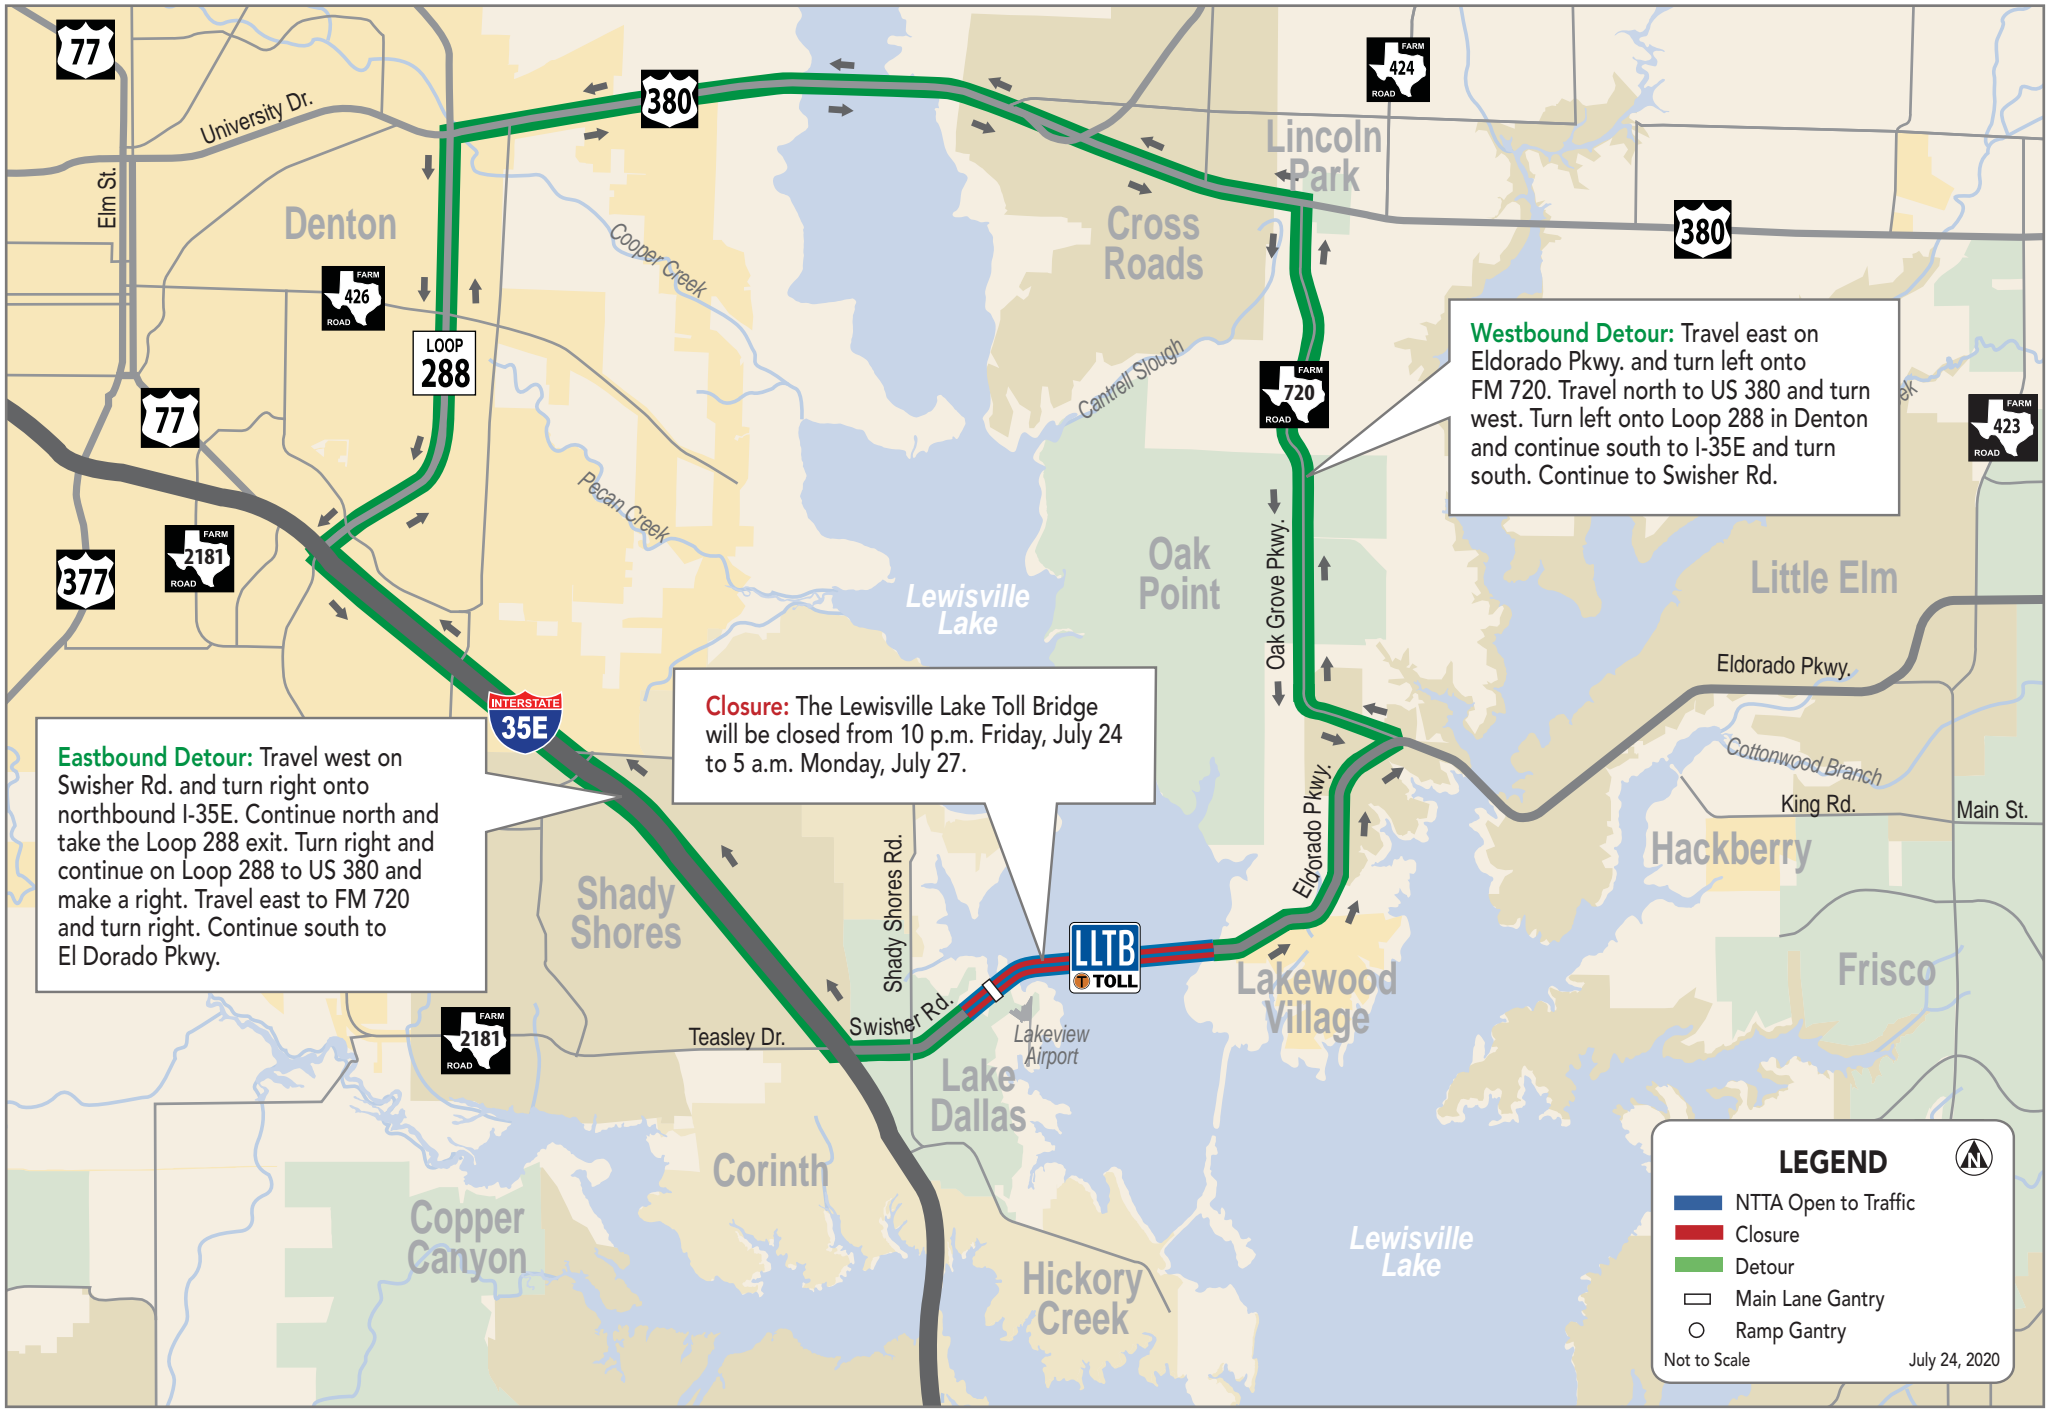 77
University Dr.
Elm St.
380
FARM
424
ROAD
Lincoln
Park
Denton
Cross
Roads
380
Cooper Creek
FARM
426
ROAD
LOOP
288
77
Cantrell Slough
FARM
720
ROAD
Westbound Detour: Travel east on
Eldorado Pkwy. and turn left onto
FM 720. Travel north to US 380 and turn
west. Turn left onto Loop 288 in Denton
and continue south to I-35E and turn
south. Continue to Swisher Rd.
ek
FARM
423
ROAD
Pecan Creek
FARM
2181
ROAD
377
Oak
Point
Oak Grove Pkwy.
Lewisville
Lake
Little Elm
Eldorado Pkwy.
INTERSTATE
35E
Closure: The Lewisville Lake Toll Bridge
will be closed from 10 p.m. Friday, July 24
to 5 a.m. Monday, July 27.
Eastbound Detour: Travel west on
Swisher Rd. and turn right onto
northbound I-35E. Continue north and
take the Loop 288 exit. Turn right and
continue on Loop 288 to US 380 and
make a right. Travel east to FM 720
and turn right. Continue south to
El Dorado Pkwy.
Cottonwood Branch
King Rd.
Main St.
Hackberry
Eldorado Pkwy.
Shady
Shores
Shady Shores Rd.
LLTB
T TOLL
Lakewood
Village
Frisco
Swisher Rd.
Teasley Dr.
FARM
2181
ROAD
Lakeview
Airport
Lake
Dallas
Corinth
Copper
Canyon
Hickory
Creek
Lewisville
Lake
LEGEND
N
NTTA Open to Traffic
Closure
Detour
Main Lane Gantry
Ramp Gantry
Not to Scale
July 24, 2020